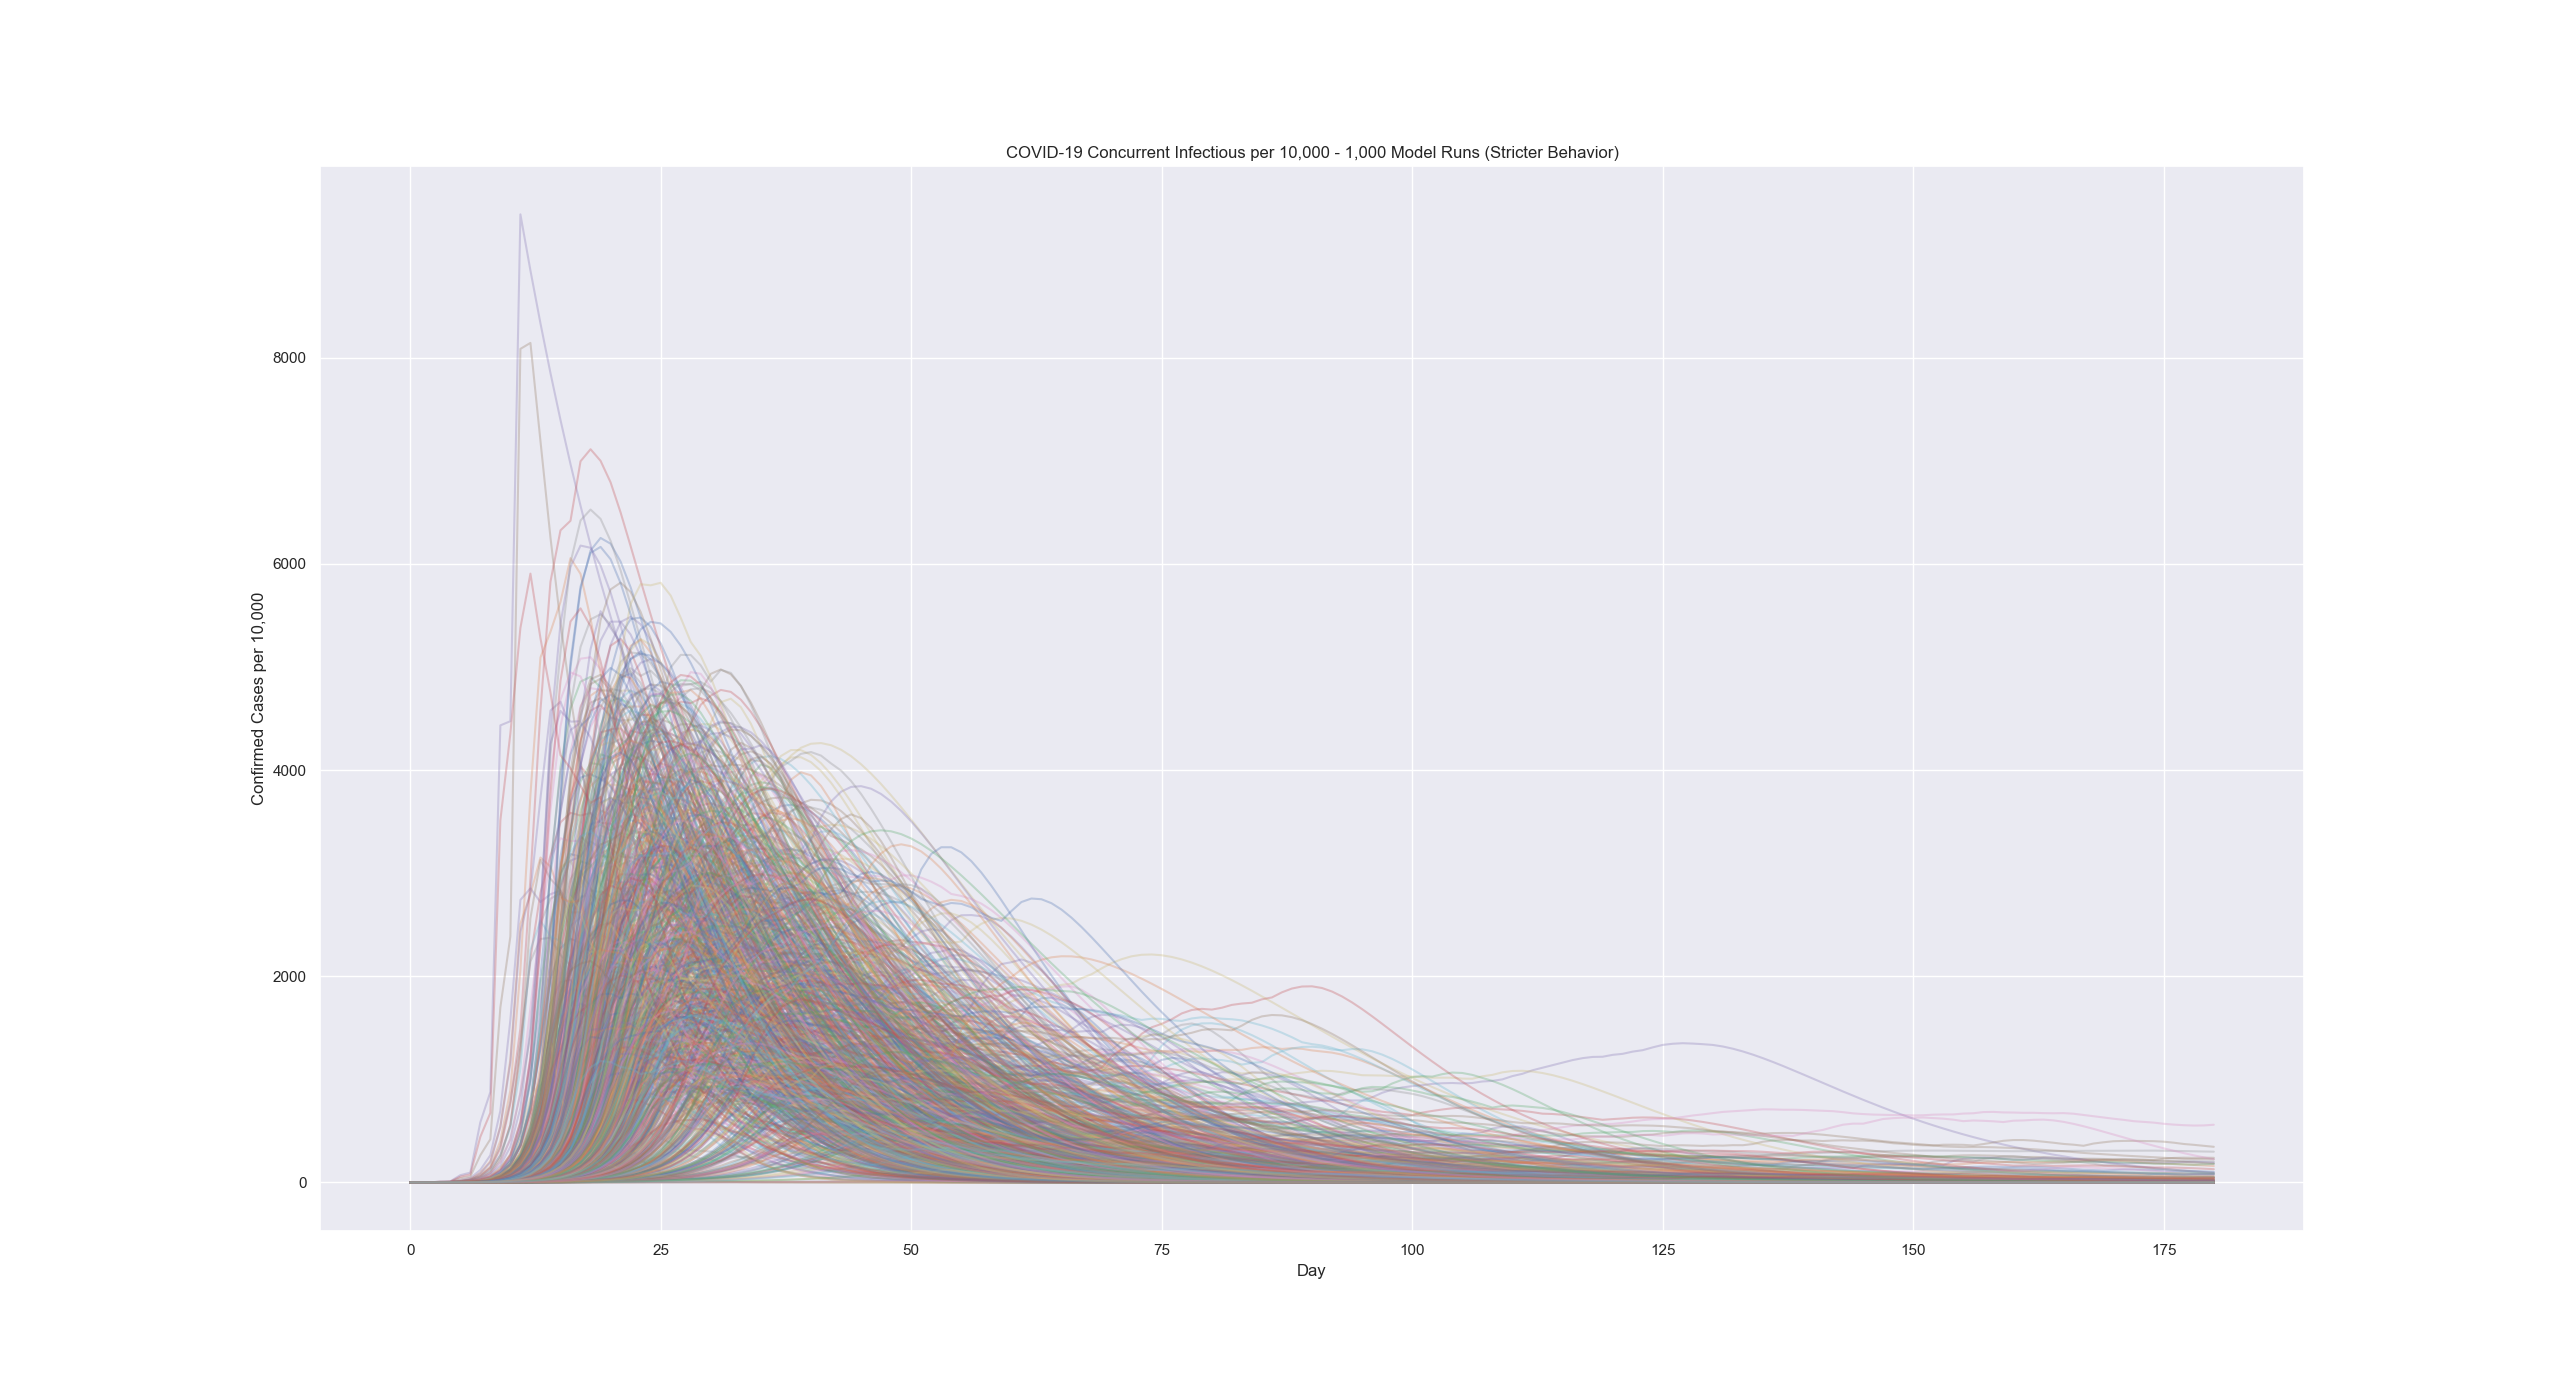 COVID-19 Concurrent Infectious per 10,000 - 1,000 Model Runs (Stricter Behavior)
Confirmed Cases per 10,000
8000
6000
4000
2000
0
0 25 50 75 100 125 150 175
Day